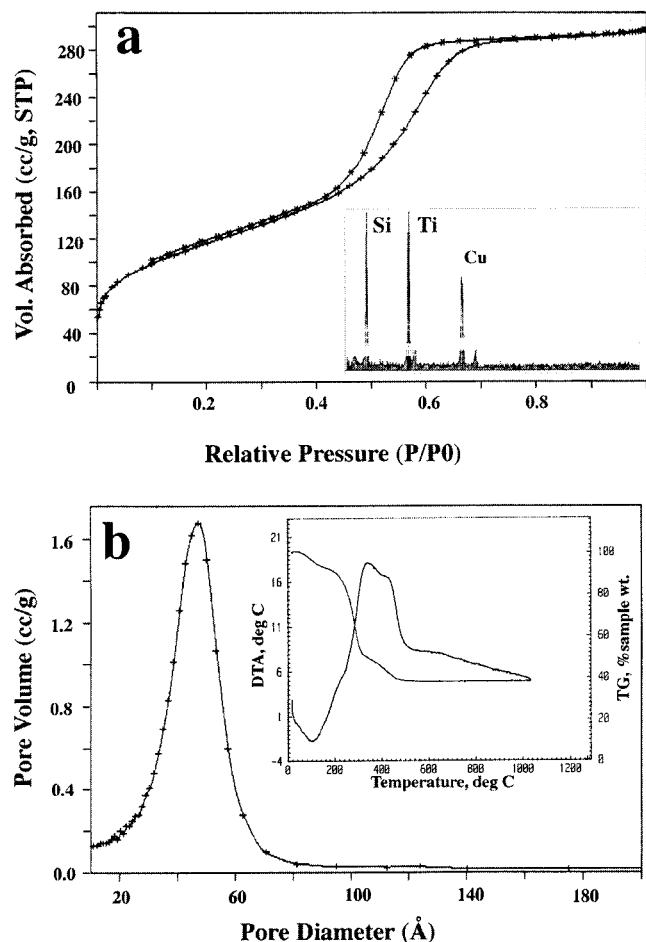 a
280
240
200
160
120
80
40
0
Vol. Absorbed (cc/g, STP)
Si Ti
Cu
0.2 0.4 0.6 0.8
Relative Pressure (P/P0)
b
1.6
1.2
0.8
0.4
0.0
Pore Volume (cc/g)
21
16
11
6
1
-4
DTA, deg C
100
80
60
40
20
0
TG, %sample wt.
0 200 400 600 800 1000 1200
Temperature, deg C
20 60 100 140 180
Pore Diameter (Å)